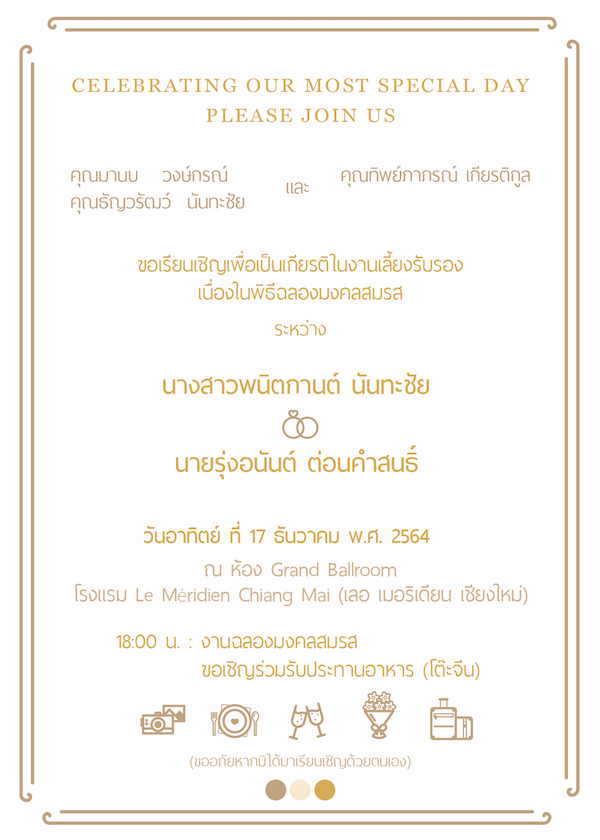 CELEBRATING OUR MOST SPECIAL DAY
PLEASE JOIN US
คุณมานบ วงษ์กรณ์
คุณธัญวรัฒว์ นันทะชัย
และ
คุณทิพย์ภาภรณ์ เกียรติกูล
ขอเรียนเชิญเพื่อเป็นเกียรติในงานเลี้ยงรับรอง
เนื่องในพิธีฉลองมงคลสมรส
ระหว่าง
นางสาวพนิตกานต์ นันทะชัย
นายรุ่งอนันต์ ต่อนคำสนธิ์
วันอาทิตย์ ที่ 17 ธันวาคม พ.ศ. 2564
ณ ห้อง Grand Ballroom
โรงแรม Le Méridien Chiang Mai (เลอ เมอริเดียน เชียงใหม่)
18:00 น. : งานฉลองมงคลสมรส
ขอเชิญร่วมรับประทานอาหาร (โต๊ะจีน)
(ขออภัยหากมิได้มาเรียนเชิญด้วยตนเอง)